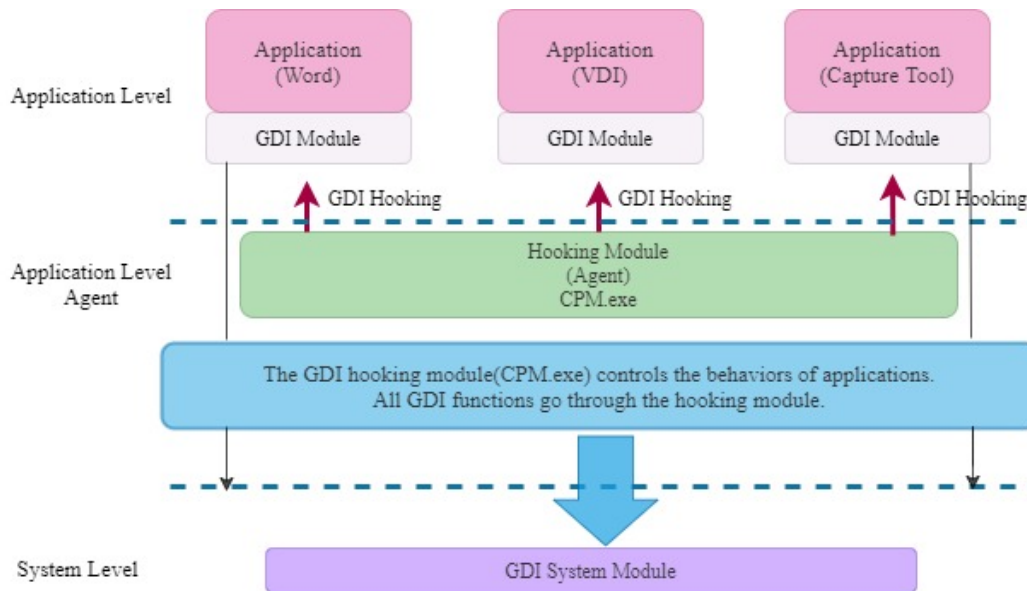 Application Level
Application
(Word)
GDI Module
Application
(VDI)
GDI Module
Application
(Capture Tool)
GDI Module
GDI Hooking
GDI Hooking
GDI Hooking
Application Level
Agent
Hooking Module
(Agent)
CPM.exe
The GDI hooking module(CPM.exe) controls the behaviors of applications.
All GDI functions go through the hooking module.
System Level
GDI System Module